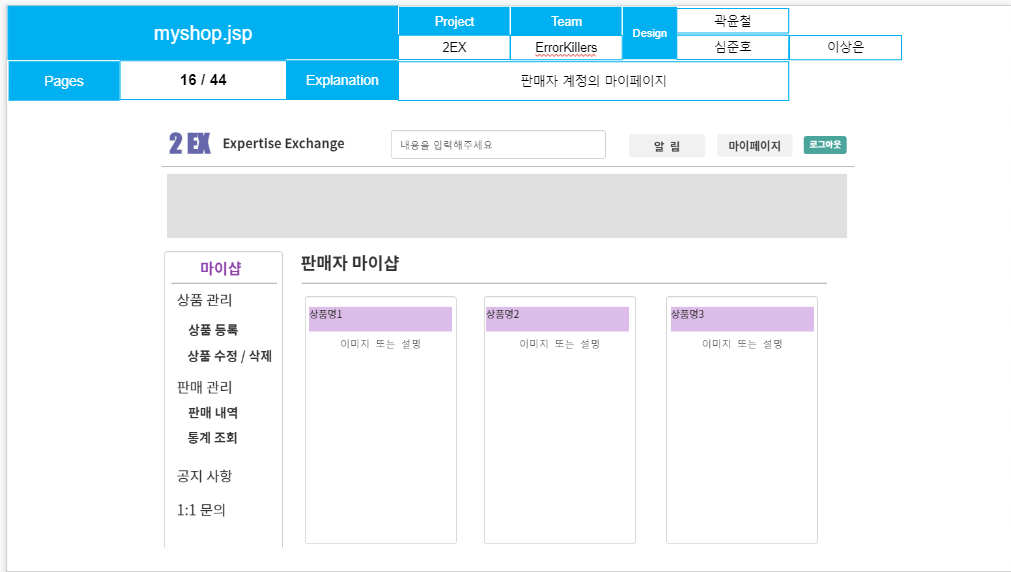 myshop.jsp
Project
Team
Design
곽윤철
2EX
ErrorKillers
심준호
이상은
Pages
16 / 44
Explanation
판매자 계정의 마이페이지
2 EX
Expertise Exchange
내용을 입력해주세요
알 림
마이페이지
로그아웃
마이샵
상품 관리
상품 등록
상품 수정 / 삭제
판매 관리
판매 내역
통계 조회
공지 사항
1:1 문의
판매자 마이샵
상품명1
이미지 또는 설명
상품명2
이미지 또는 설명
상품명3
이미지 또는 설명